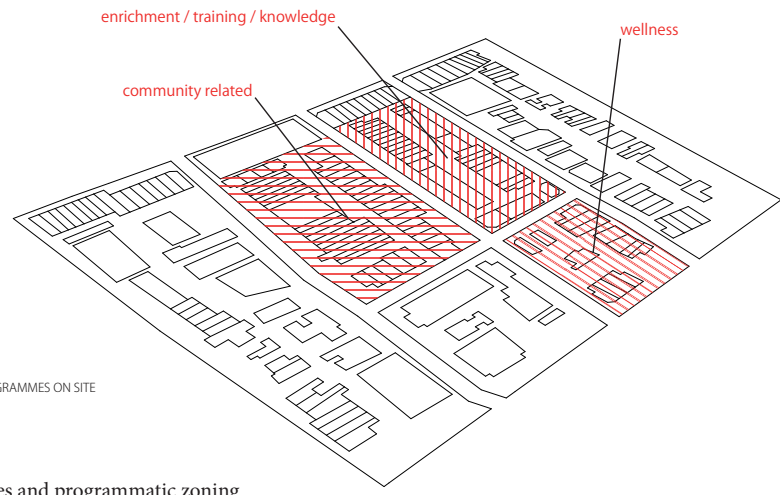 enrichment / training / knowledge
wellness
community related
GRAMMES ON SITE
es and programmatic zoning